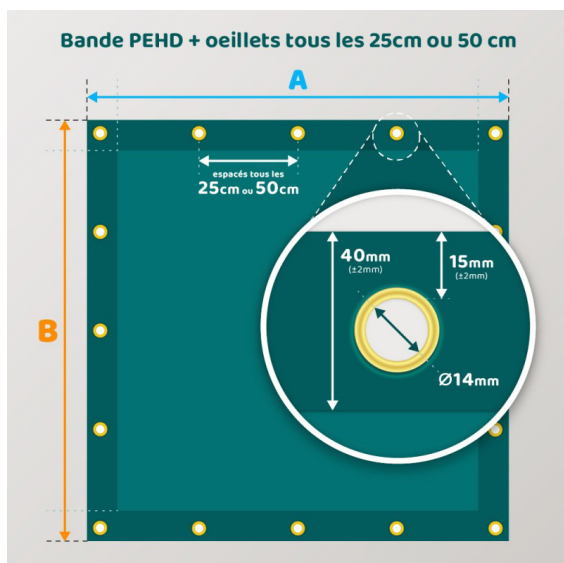 Bande PEHD + oeillets tous les 25cm ou 50 cm
A
espacés tous les
25cm ou 50cm
40mm
(±2mm)
15mm
(±2mm)
B
Ø14mm